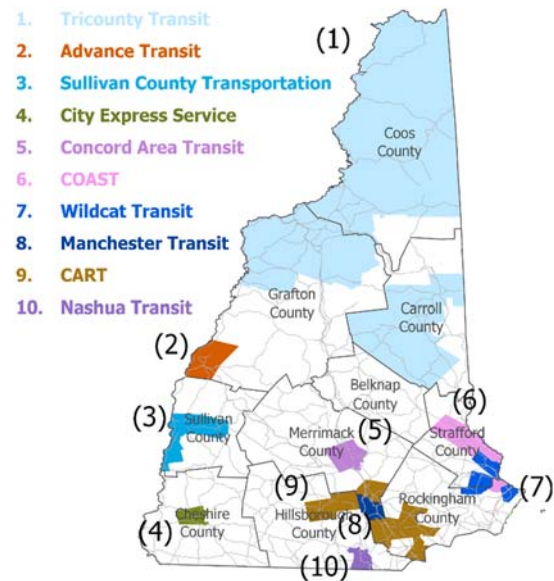 1. Tricounty Transit
2. Advance Transit
3. Sullivan County Transportation
4. City Express Service
5. Concord Area Transit
6. COAST
7. Wildcat Transit
8. Manchester Transit
9. CART
10. Nashua Transit
(1)
Coos
County
Grafton
County
Carroll
County
(2)
Belknap
County
(6)
(3)
Sullivan
County
Merrimack
County
(5)
Strafford
County
(7)
(9)
(4)
Cheshire
County
Hillsborough
County
(8)
Rockingham
County
(10)